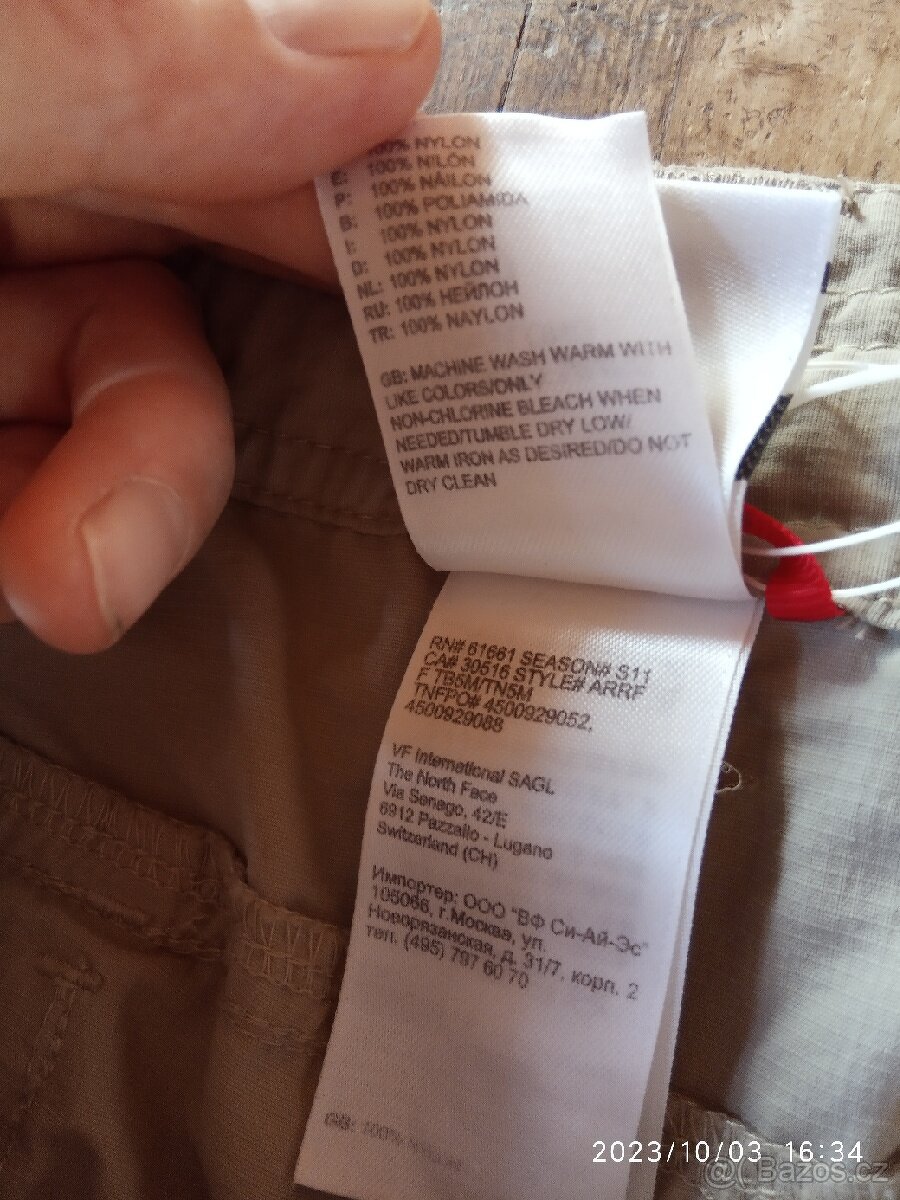 100% NYLON
E: 100% NILÓN
P: 100% NÁILON
B: 100% POLIAMIDA
I: 100% NYLON
D: 100% NYLON
NL: 100% NYLON
RU: 100% НЕЙЛОН
TR: 100% NAYLON
GB: MACHINE WASH WARM WITH
LIKE COLORS/ONLY
NON-CHLORINE BLEACH WHEN
NEEDED/TUMBLE DRY LOW/
WARM IRON AS DESIRED/DO NOT
DRY CLEAN
RN# 61661 SEASON# S11
CA# 30516 STYLE# ARRF
F TB5M/TN5M
TNFPO# 4500929052,
4500929088
VF International SAGL
The North Face
Via Senago, 42/E
6912 Pazzallo - Lugano
Switzerland (CH)
Импортер: ООО "ВФ Си-Ай-Эс"
105066, г.Москва, ул.
Новорязанская, д. 31/7, корп. 2
тел. (495) 797 60 70
GB: 100%
2023/10/03 16:34
Bazos.cz